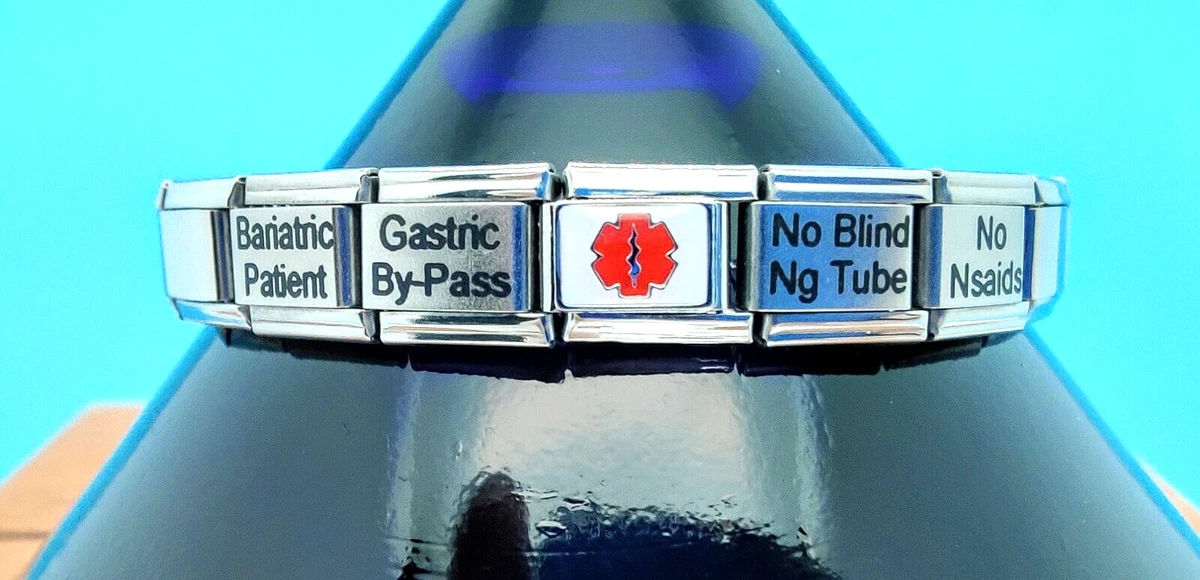 Bariatric
Patient
Gastric
By-Pass
No Blind
Ng Tube
No
Nsaids